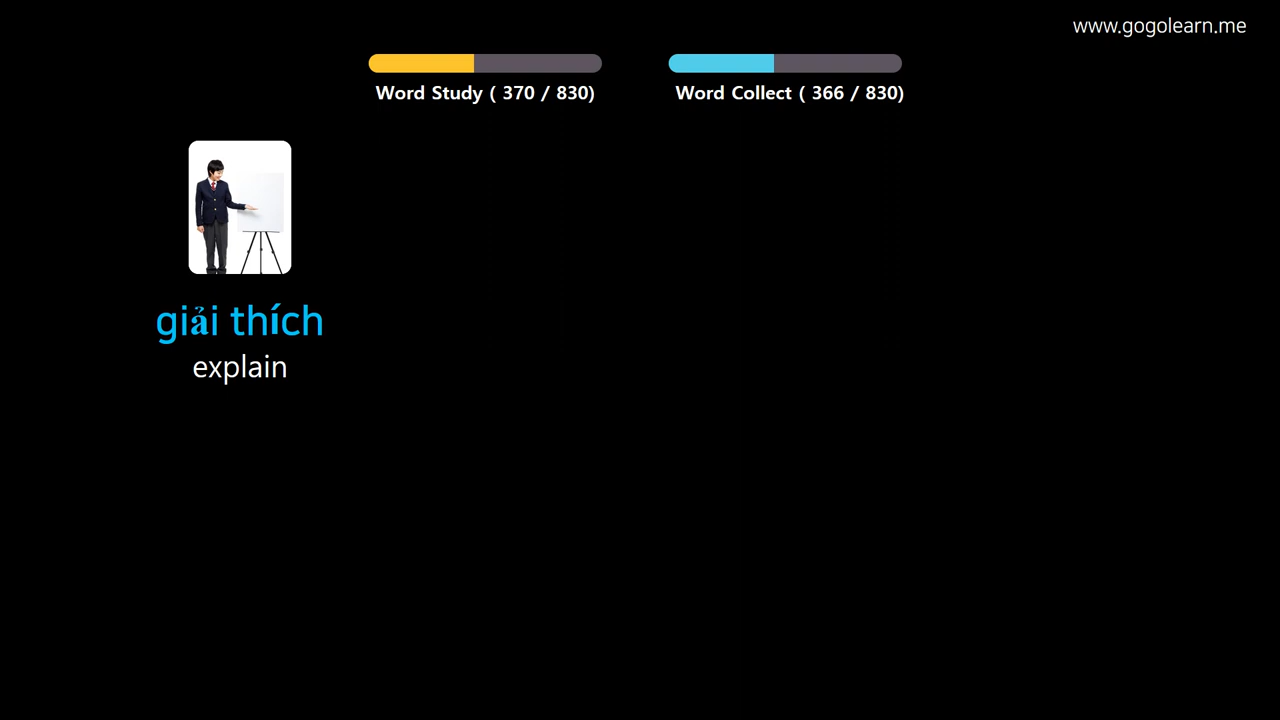 www.gogolearn.me
Word Study ( 370 / 830)
Word Collect ( 366 / 830)
giải thích
explain